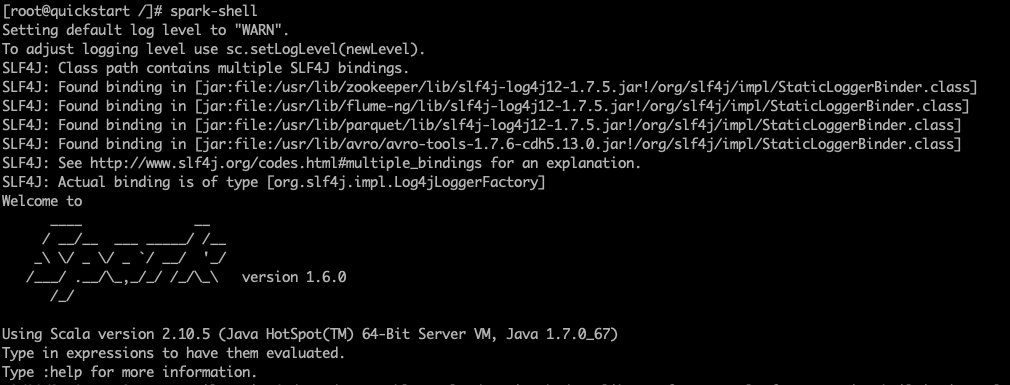 [root@quickstart /]# spark-shell
Setting default log level to "WARN".
To adjust logging level use sc.setLogLevel(newLevel).
SLF4J: Class path contains multiple SLF4J bindings.
SLF4J: Found binding in [jar:file:/usr/lib/zookeeper/lib/slf4j-log4j12-1.7.5.jar!/org/slf4j/impl/StaticLoggerBinder.class]
SLF4J: Found binding in [jar:file:/usr/lib/flume-ng/lib/slf4j-log4j12-1.7.5.jar!/org/slf4j/impl/StaticLoggerBinder.class]
SLF4J: Found binding in [jar:file:/usr/lib/parquet/lib/slf4j-log4j12-1.7.5.jar!/org/slf4j/impl/StaticLoggerBinder.class]
SLF4J: Found binding in [jar:file:/usr/lib/avro/avro-tools-1.7.6-cdh5.13.0.jar!/org/slf4j/impl/StaticLoggerBinder.class]
SLF4J: See http://www.slf4j.org/codes.html#multiple_bindings for an explanation.
SLF4J: Actual binding is of type [org.slf4j.impl.Log4jLoggerFactory]
Welcome to
      ____              __
     / __/__  ___ _____/ /__
    _\ \/ _ \/ _ `/ __/  '_/
   /___/ .__/\_,_/_/ /_/\_\   version 1.6.0
      /_/
Using Scala version 2.10.5 (Java HotSpot(TM) 64-Bit Server VM, Java 1.7.0_67)
Type in expressions to have them evaluated.
Type :help for more information.